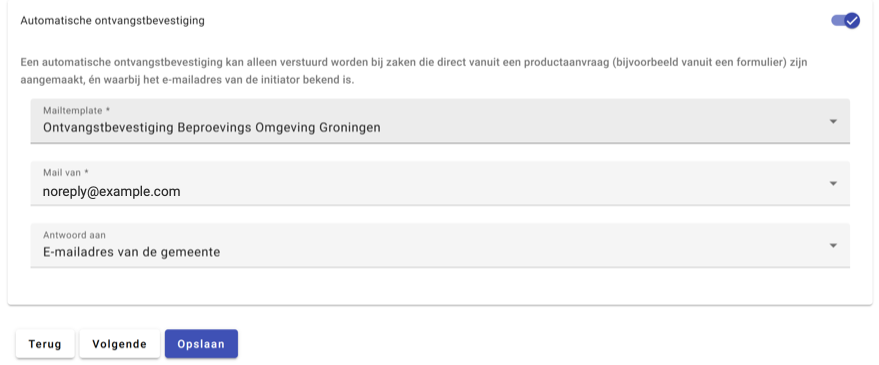 Automatische ontvangstbevestiging
Een automatische ontvangstbevestiging kan alleen verstuurd worden bij zaken die direct vanuit een productaanvraag (bijvoorbeeld vanuit een formulier) zijn
aangemaakt, én waarbij het e-mailadres van de initiator bekend is.
Mailtemplate *
Ontvangstbevestiging Beproevings Omgeving Groningen
Mail van *
noreply@example.com
Antwoord aan
E-mailadres van de gemeente
Terug Volgende Opslaan